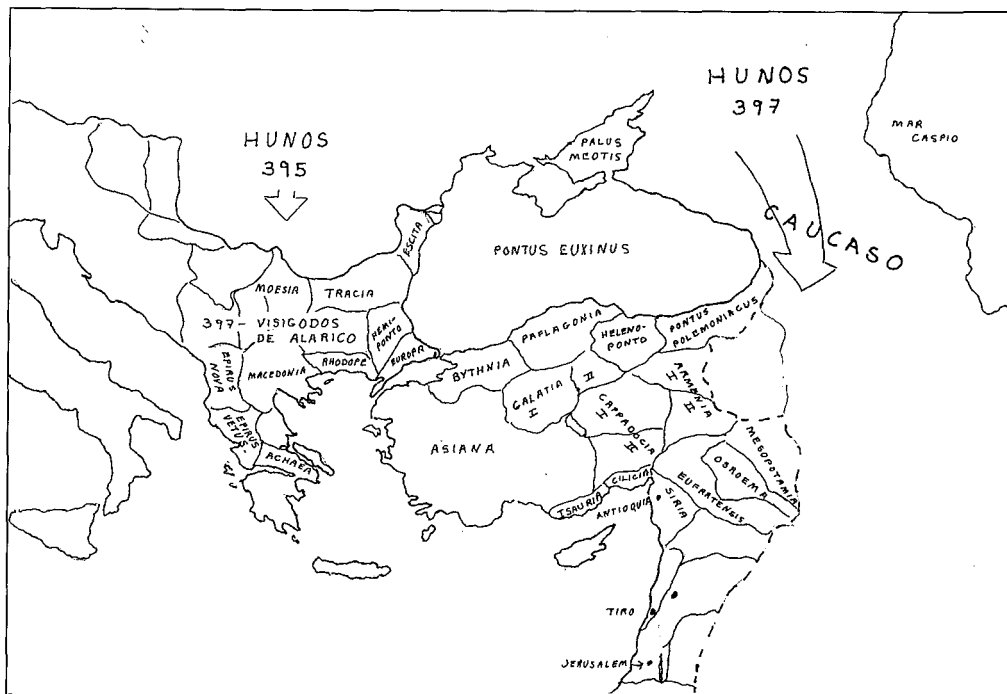 HUNOS
397
MAR
CASPIO
HUNOS
395
PALUS
MEOTIS
CAUCASO
ESCITA
PONTUS EUXINUS
MOESIA
TRACIA
397 - VISIGODOS
DE ALARICO
HEMI-
PONTO
EUROPA
RHODOPE
MACEDONIA
EPIRUS
NOVA
EPIRUS
VETUS
ACHAEA
PAFLAGONIA
HELENO-
PONTO
PONTUS
POLEMONIACUS
BYTHNIA
GALATIA
I
II
CAPPADOCIA
I
II
ARMENIA
I
II
ASIANA
MESOPOTAMIA
OSROEMA
EUFRATENSIS
CILICIA
ISAURIA
ANTIOQUIA
SIRIA
TIRO
JERUSALEM